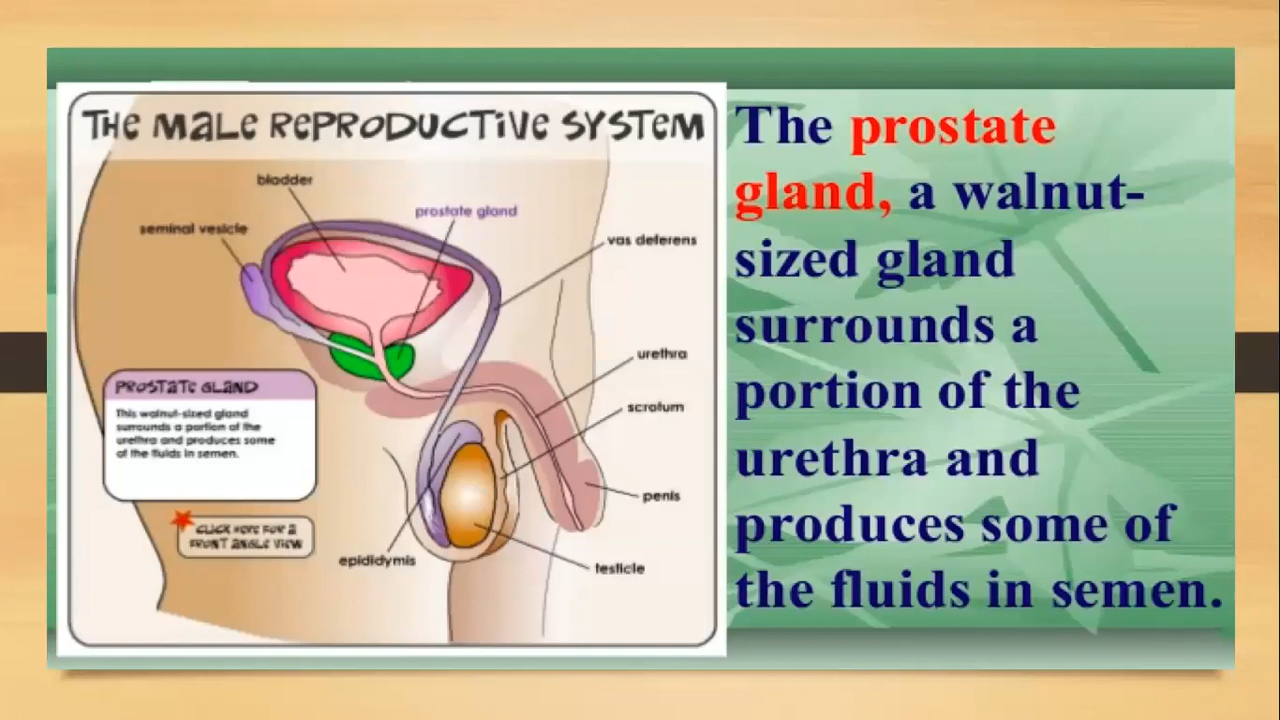 THE MALE REPRODUCTIVE SYSTEM
bladder
prostate gland
seminal vesicle
vas deferens
urethra
scrotum
penis
epididymis
testicle
PROSTATE GLAND
This walnut-sized gland
surrounds a portion of the
urethra and produces some
of the fluids in semen.
CLICK HERE FOR A
FRONT ANGLE VIEW
The prostate
gland, a walnut-
sized gland
surrounds a
portion of the
urethra and
produces some of
the fluids in semen.